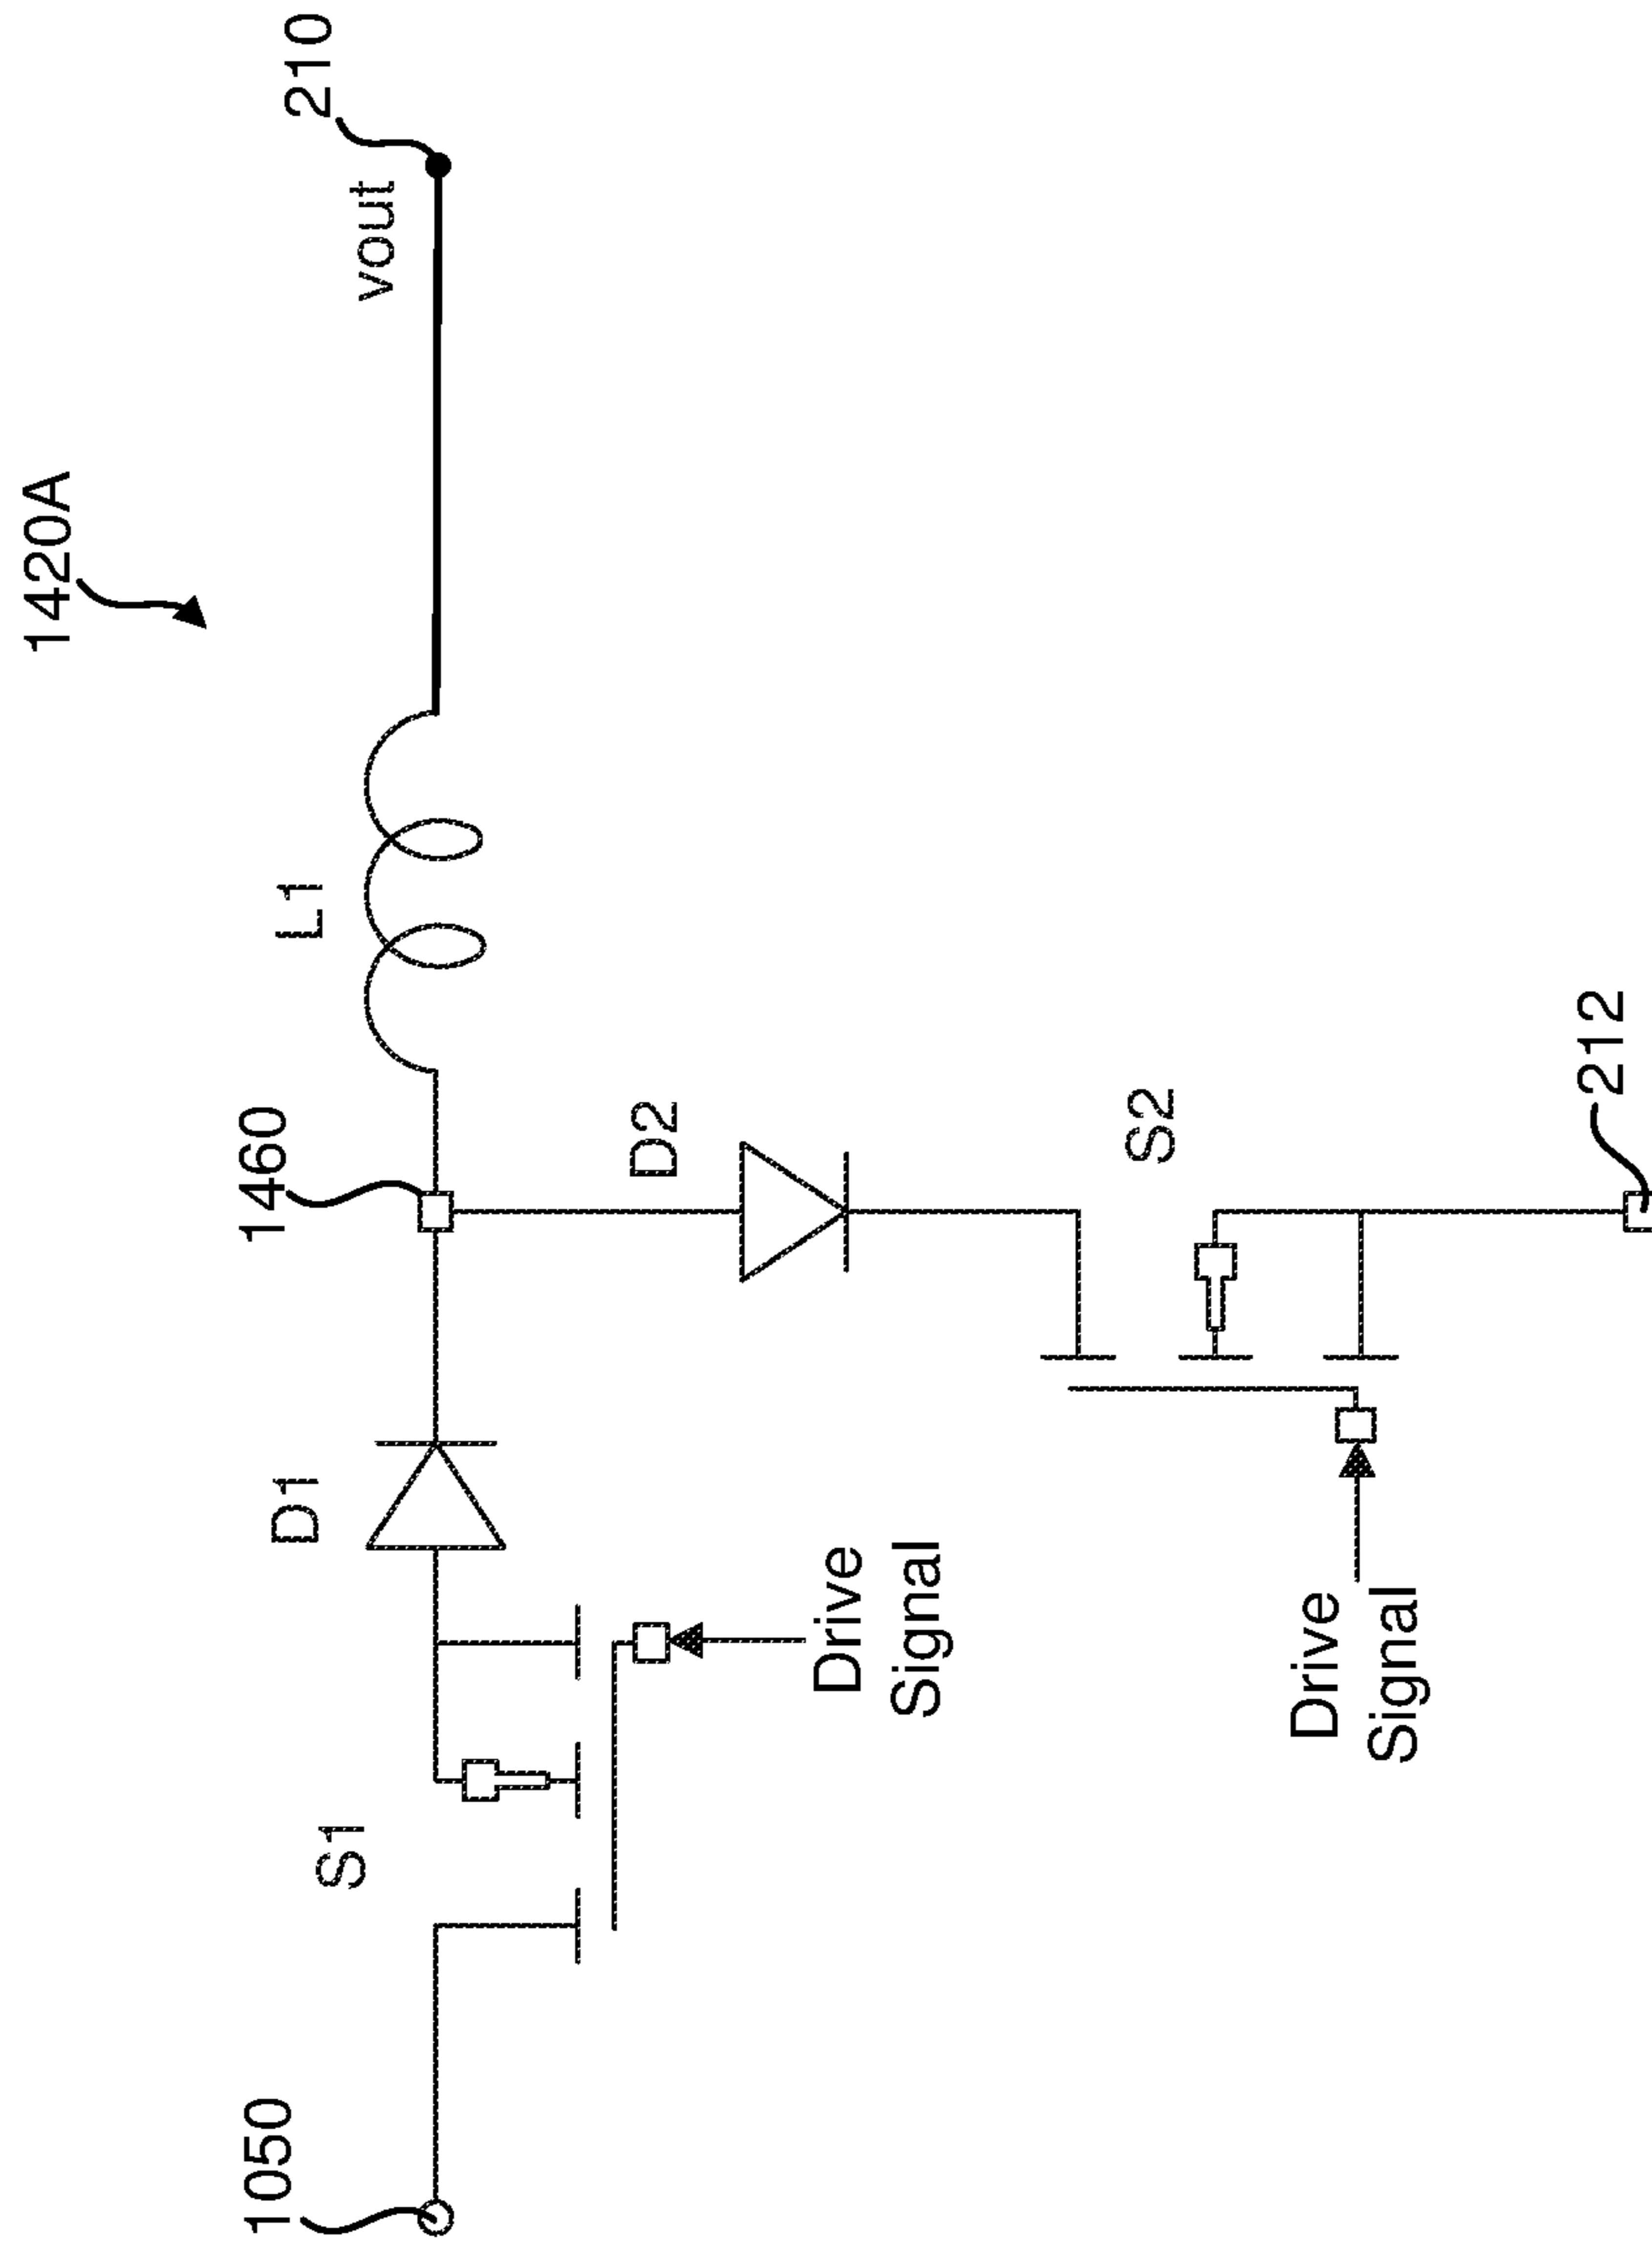 1420A
1050
S1
D1
1460
L1
vout
210
Drive
Signal
D2
Drive
Signal
S2
212